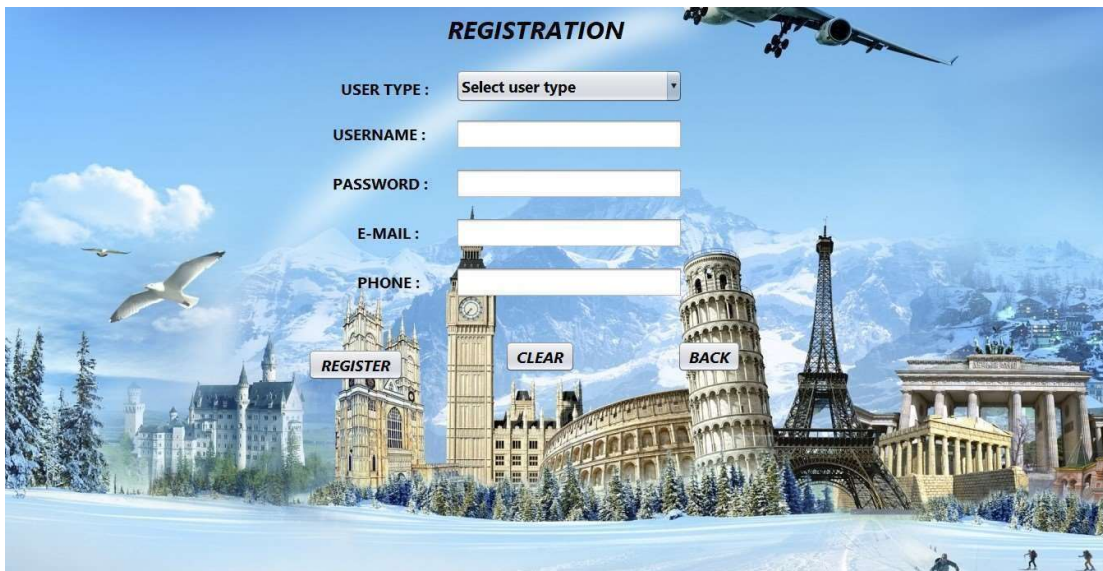 REGISTRATION
USER TYPE : Select user type
USERNAME :
PASSWORD :
E-MAIL :
PHONE :
REGISTER CLEAR BACK